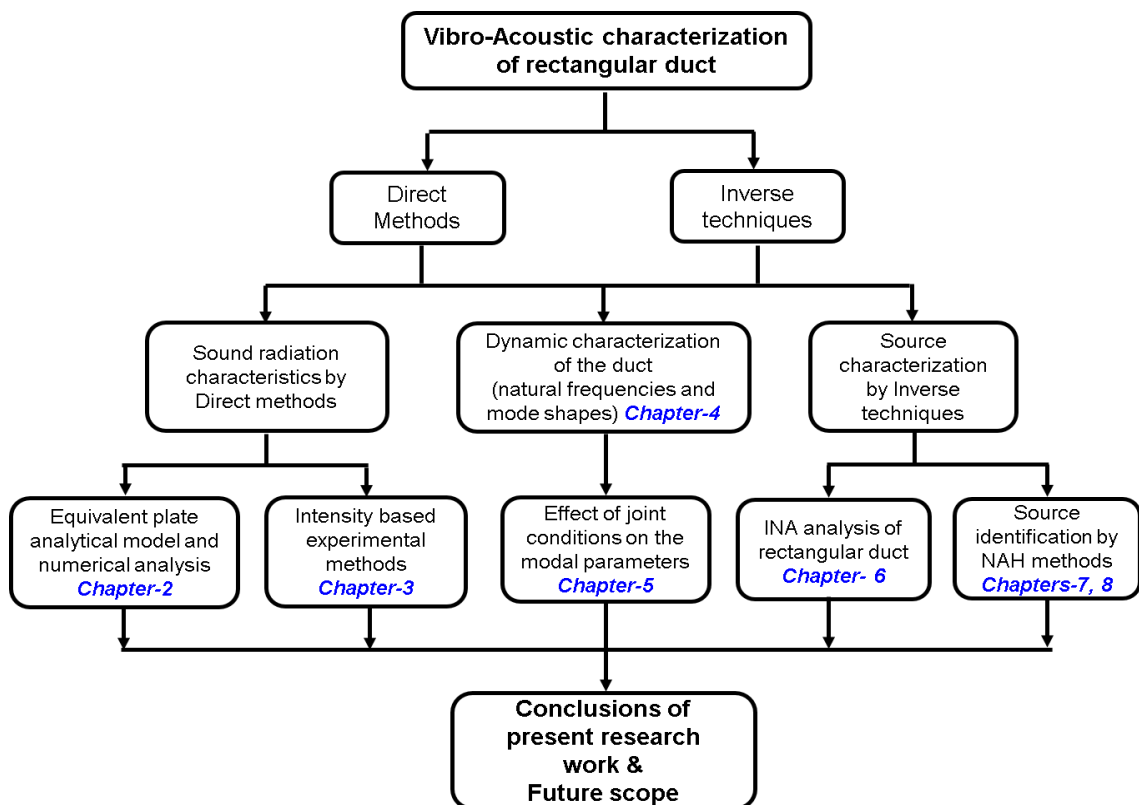 Vibro-Acoustic characterization
of rectangular duct
Direct
Methods
Inverse
techniques
Sound radiation
characteristics by
Direct methods
Dynamic characterization
of the duct
(natural frequencies and
mode shapes) Chapter-4
Source
characterization
by Inverse
techniques
Equivalent plate
analytical model and
numerical analysis
Chapter-2
Intensity based
experimental
methods
Chapter-3
Effect of joint
conditions on the
modal parameters
Chapter-5
INA analysis of
rectangular duct
Chapter- 6
Source
identification by
NAH methods
Chapters-7, 8
Conclusions of
present research
work &
Future scope